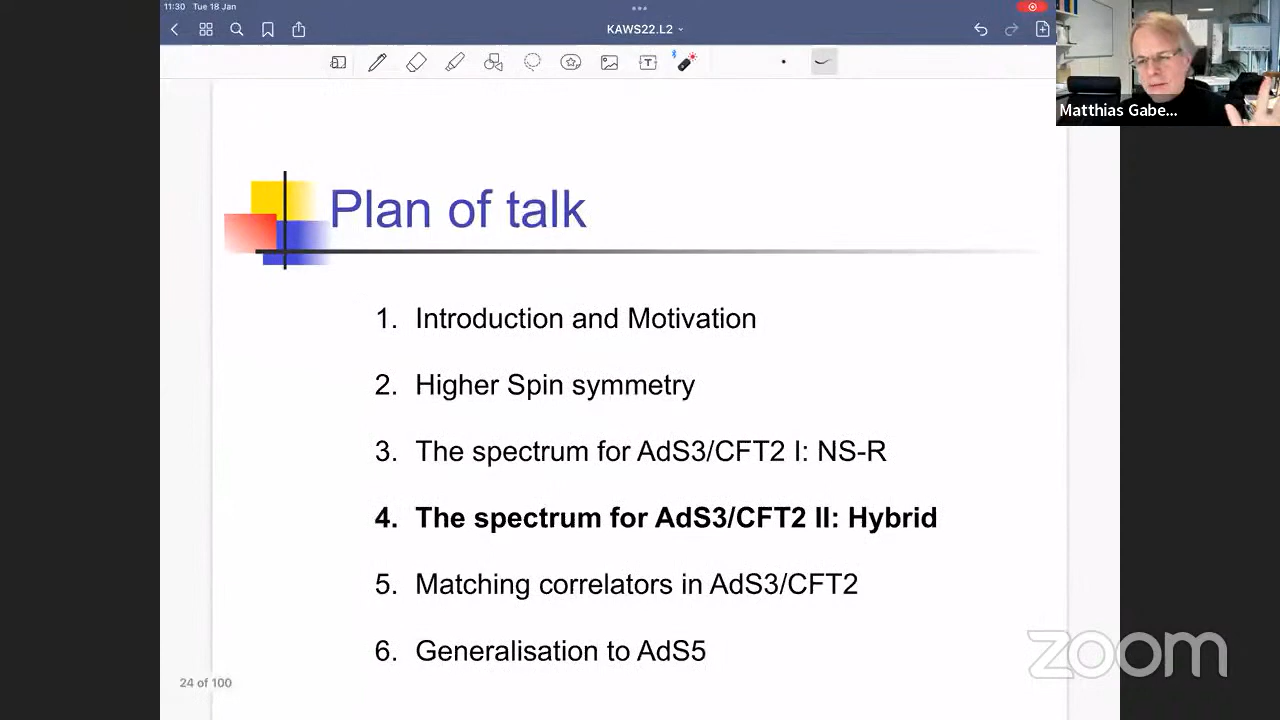 11:30 Tue 18 Jan
KAWS22.L2
Matthias Gabe...
Plan of talk
1. Introduction and Motivation
2. Higher Spin symmetry
3. The spectrum for AdS3/CFT2 I: NS-R
4. The spectrum for AdS3/CFT2 II: Hybrid
5. Matching correlators in AdS3/CFT2
6. Generalisation to AdS5
24 of 100
zoom